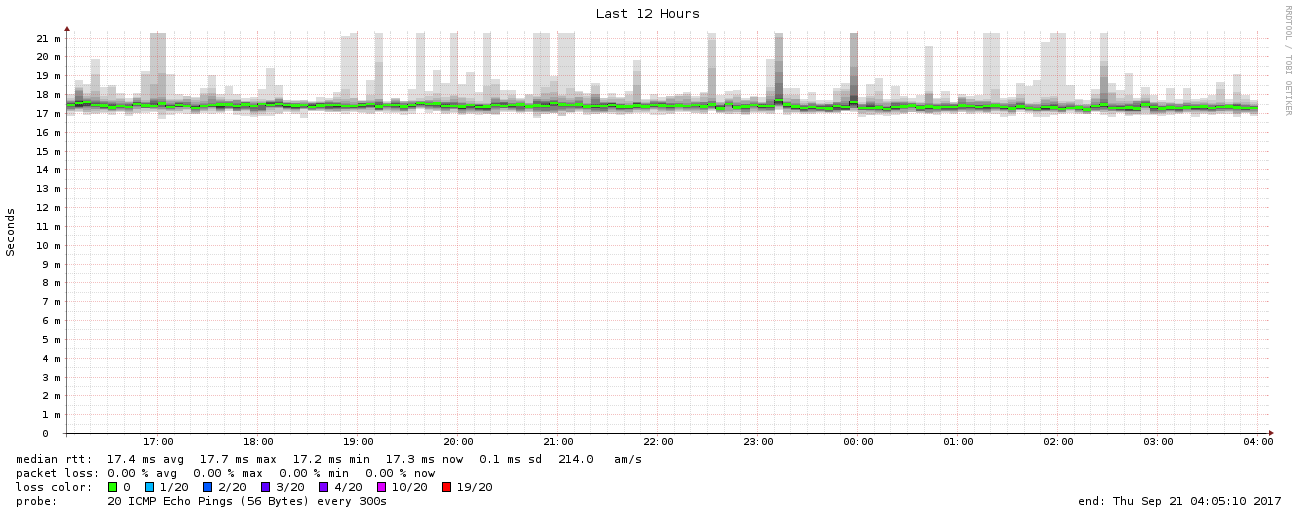 Last 12 Hours
RRDTOOL / TOBI OETIKER
Seconds
21 m
20 m
19 m
18 m
17 m
16 m
15 m
14 m
13 m
12 m
11 m
10 m
9 m
8 m
7 m
6 m
5 m
4 m
3 m
2 m
1 m
0
17:00 18:00 19:00 20:00 21:00 22:00 23:00 00:00 01:00 02:00 03:00 04:00
median rtt: 17.4 ms avg 17.7 ms max 17.2 ms min 17.3 ms now 0.1 ms sd 214.0 am/s
packet loss: 0.00 % avg 0.00 % max 0.00 % min 0.00 % now
loss color: 0 1/20 2/20 3/20 4/20 10/20 19/20
probe: 20 ICMP Echo Pings (56 Bytes) every 300s end: Thu Sep 21 04:05:10 2017